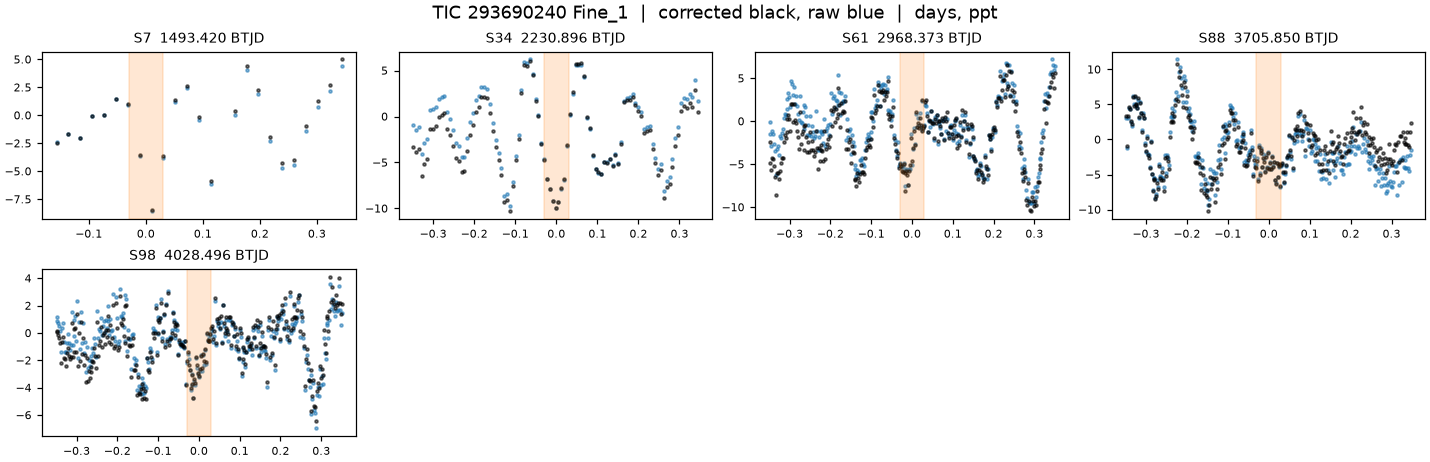 TIC 293690240 Fine_1 | corrected black, raw blue | days, ppt
S7 1493.420 BTJD
S34 2230.896 BTJD
S61 2968.373 BTJD
S88 3705.850 BTJD
5.0
2.5
0.0
−2.5
−5.0
−7.5
−0.1 0.0 0.1 0.2 0.3
5
0
−5
−10
−0.3 −0.2 −0.1 0.0 0.1 0.2 0.3
5
0
−5
−10
−0.3 −0.2 −0.1 0.0 0.1 0.2 0.3
10
5
0
−5
−10
−0.3 −0.2 −0.1 0.0 0.1 0.2 0.3
S98 4028.496 BTJD
4
2
0
−2
−4
−6
−0.3 −0.2 −0.1 0.0 0.1 0.2 0.3